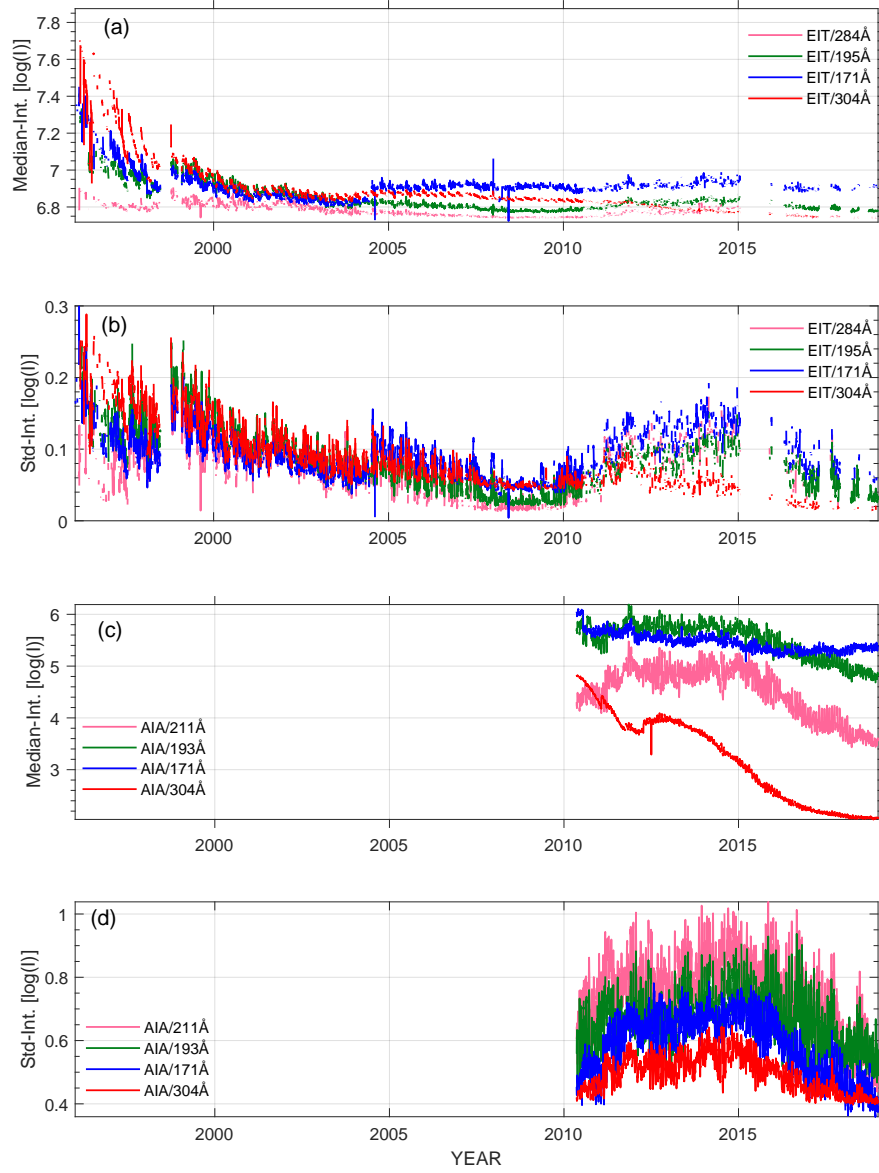 (a)
Median-Int. [log(I)]
7.8
7.6
7.4
7.2
7
6.8
EIT/284Å
EIT/195Å
EIT/171Å
EIT/304Å
2000 2005 2010 2015
(b)
Std-Int. [log(I)]
0.3
0.2
0.1
0
EIT/284Å
EIT/195Å
EIT/171Å
EIT/304Å
2000 2005 2010 2015
(c)
Median-Int. [log(I)]
6
5
4
3
AIA/211Å
AIA/193Å
AIA/171Å
AIA/304Å
2000 2005 2010 2015
(d)
Std-Int. [log(I)]
1
0.8
0.6
0.4
AIA/211Å
AIA/193Å
AIA/171Å
AIA/304Å
2000 2005 2010 2015
YEAR